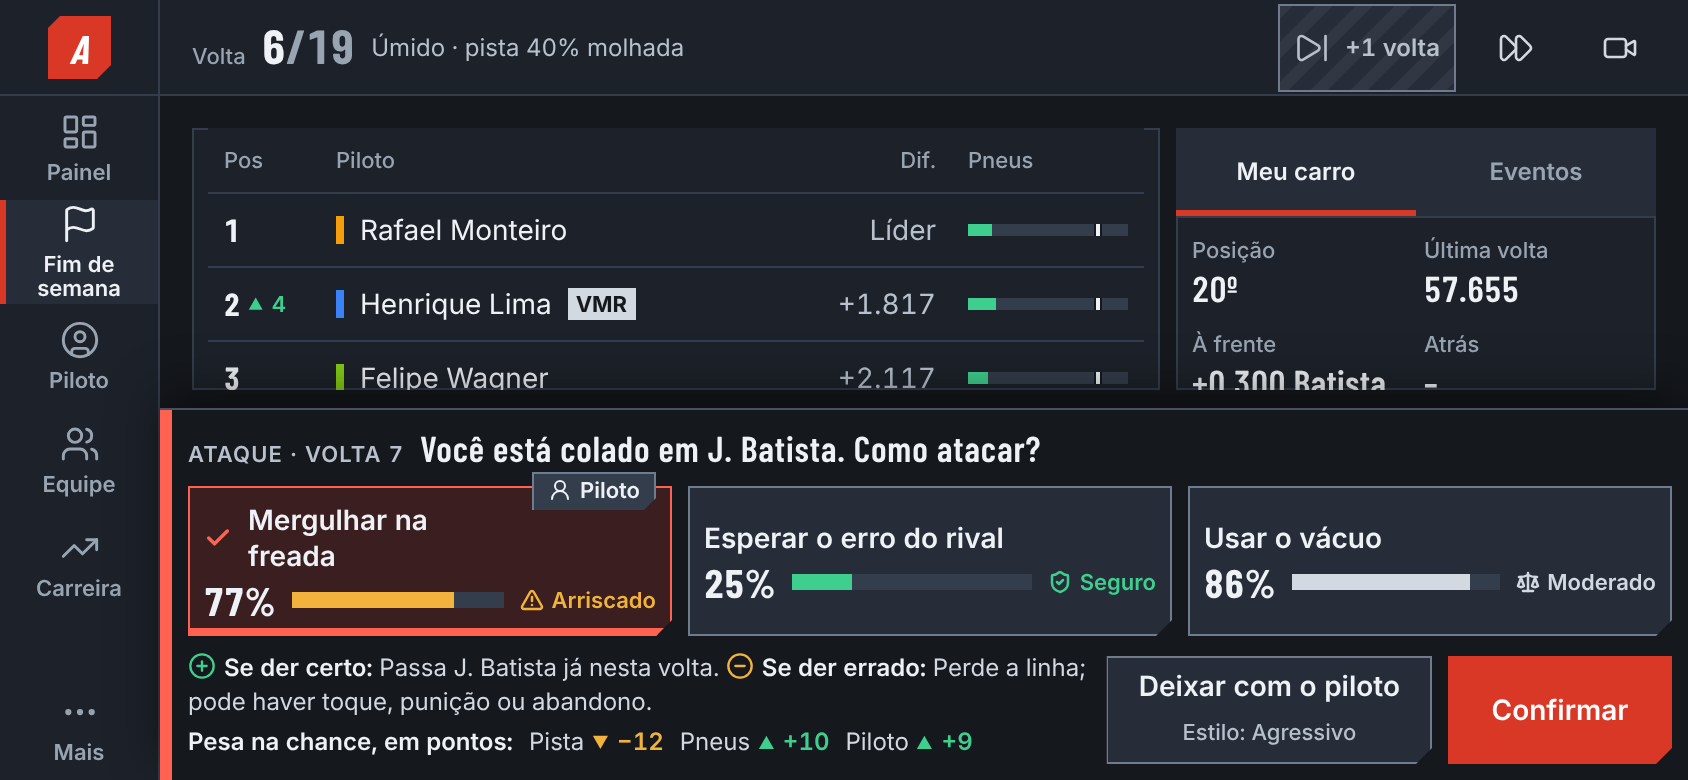 A
Volta 6/19 Úmido · pista 40% molhada
+1 volta
Painel
Fim de
semana
Piloto
Equipe
Carreira
Mais
Pos Piloto Dif. Pneus
1 Rafael Monteiro Líder
2 ▲ 4 Henrique Lima VMR +1.817
3 Felipe Wagner +2.117
Meu carro Eventos
Posição Última volta
20º 57.655
À frente Atrás
+0.300 Batista -
ATAQUE · VOLTA 7 Você está colado em J. Batista. Como atacar?
Piloto
Mergulhar na
freada
77% Arriscado
Esperar o erro do rival
25% Seguro
Usar o vácuo
86% Moderado
Se der certo: Passa J. Batista já nesta volta. Se der errado: Perde a linha;
pode haver toque, punição ou abandono.
Pesa na chance, em pontos: Pista ▼ −12 Pneus ▲ +10 Piloto ▲ +9
Deixar com o piloto
Estilo: Agressivo
Confirmar